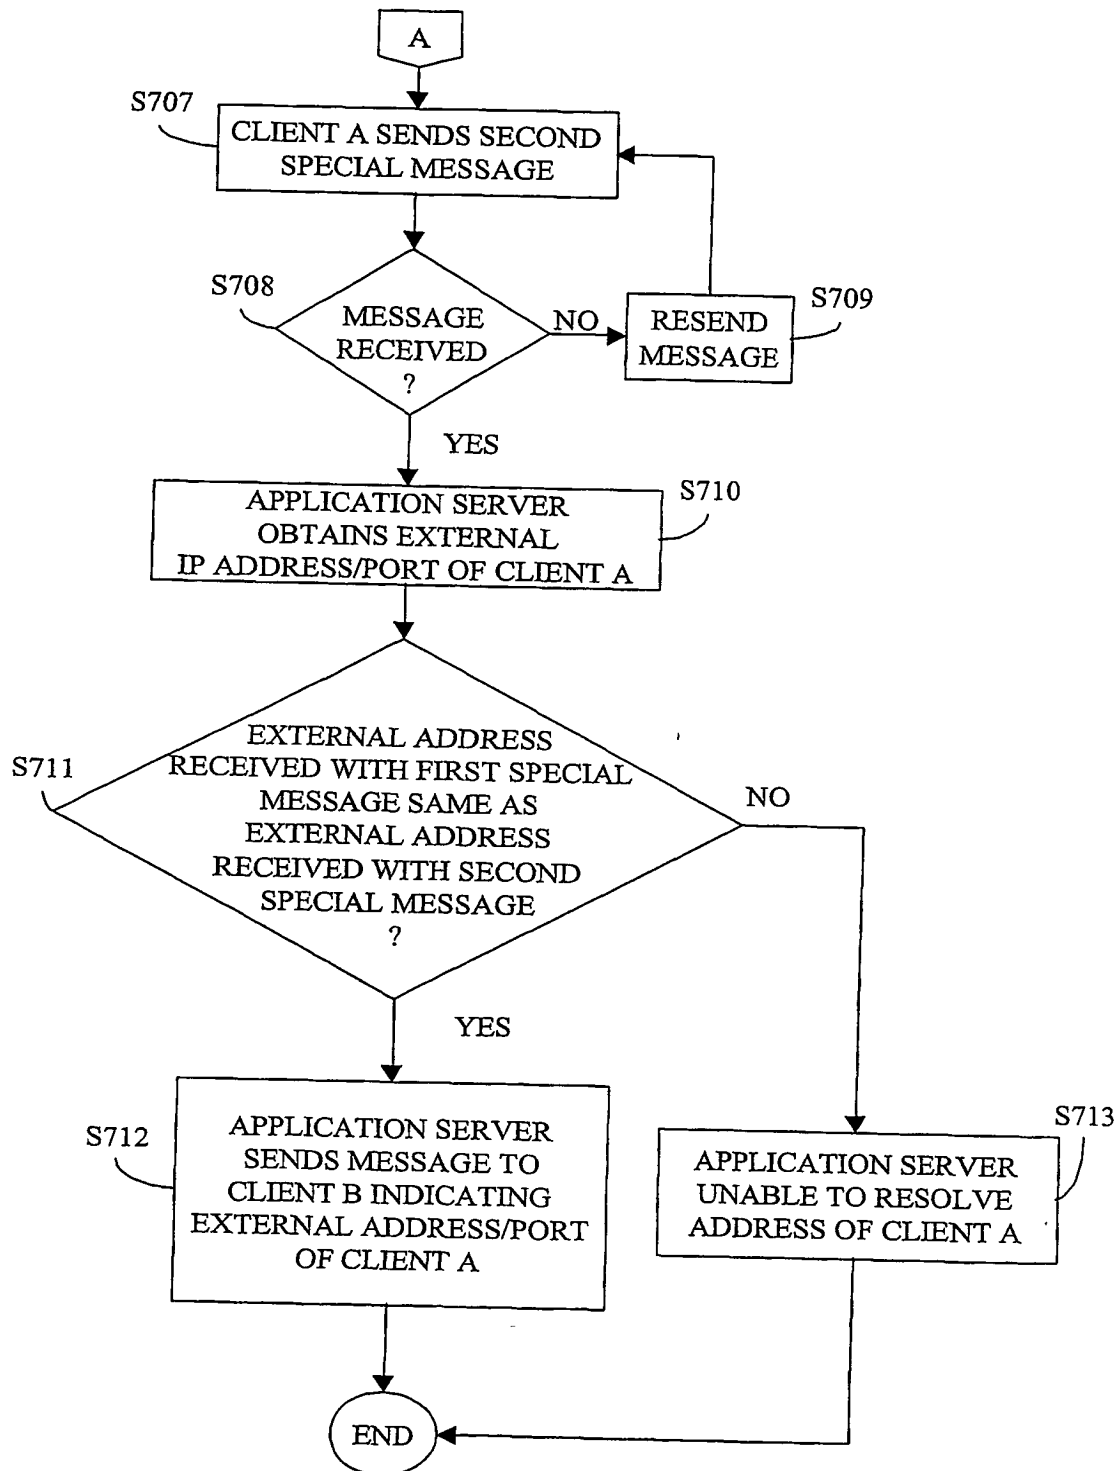 A
S707
CLIENT A SENDS SECOND
SPECIAL MESSAGE
S708
MESSAGE
RECEIVED
?
NO
RESEND
MESSAGE
S709
YES
APPLICATION SERVER
OBTAINS EXTERNAL
IP ADDRESS/PORT OF CLIENT A
S710
S711
EXTERNAL ADDRESS
RECEIVED WITH FIRST SPECIAL
MESSAGE SAME AS
EXTERNAL ADDRESS
RECEIVED WITH SECOND
SPECIAL MESSAGE
?
NO
YES
S712
APPLICATION SERVER
SENDS MESSAGE TO
CLIENT B INDICATING
EXTERNAL ADDRESS/PORT
OF CLIENT A
S713
APPLICATION SERVER
UNABLE TO RESOLVE
ADDRESS OF CLIENT A
END